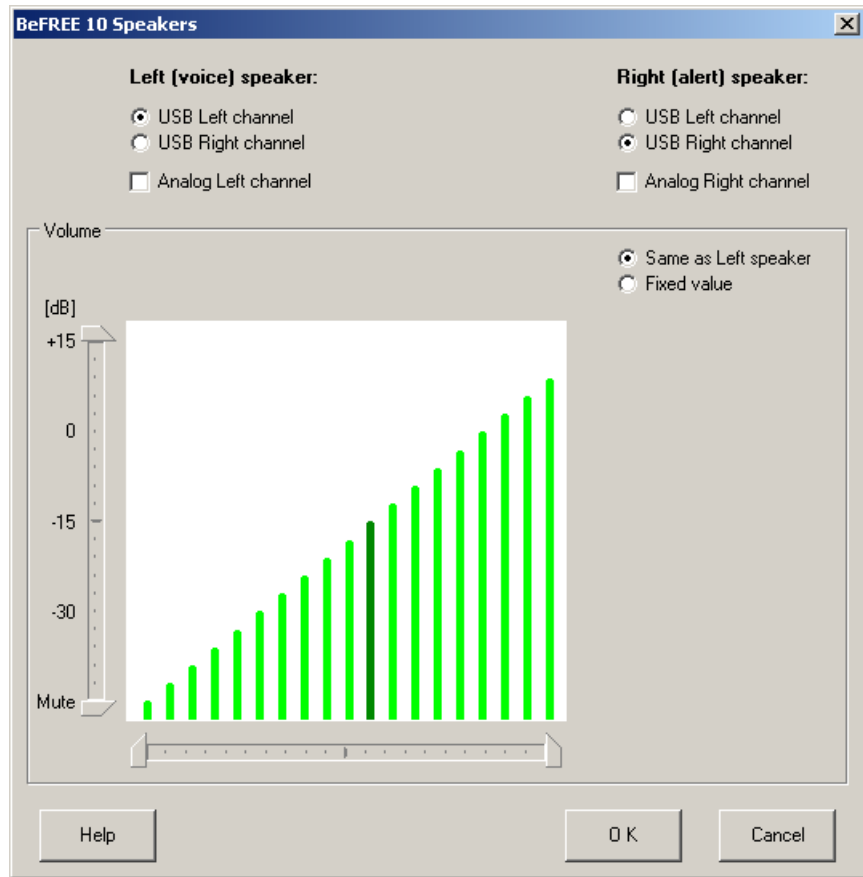 BeFREE 10 Speakers
Left (voice) speaker:
USB Left channel
USB Right channel
Analog Left channel
Right (alert) speaker:
USB Left channel
USB Right channel
Analog Right channel
Volume
Same as Left speaker
Fixed value
[dB]
+15
0
-15
-30
Mute
Help
O K
Cancel